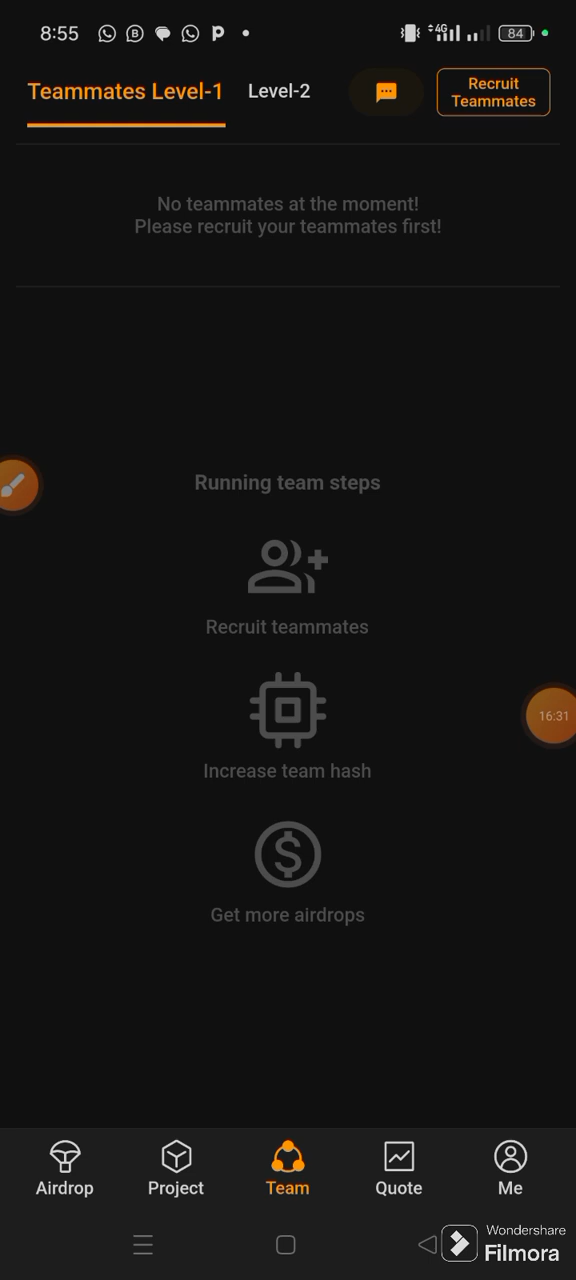 8:55
4G
84
Teammates Level-1
Level-2
Recruit
Teammates
No teammates at the moment!
Please recruit your teammates first!
Running team steps
Recruit teammates
16:31
Increase team hash
Get more airdrops
Airdrop
Project
Team
Quote
Me
Wondershare
Filmora